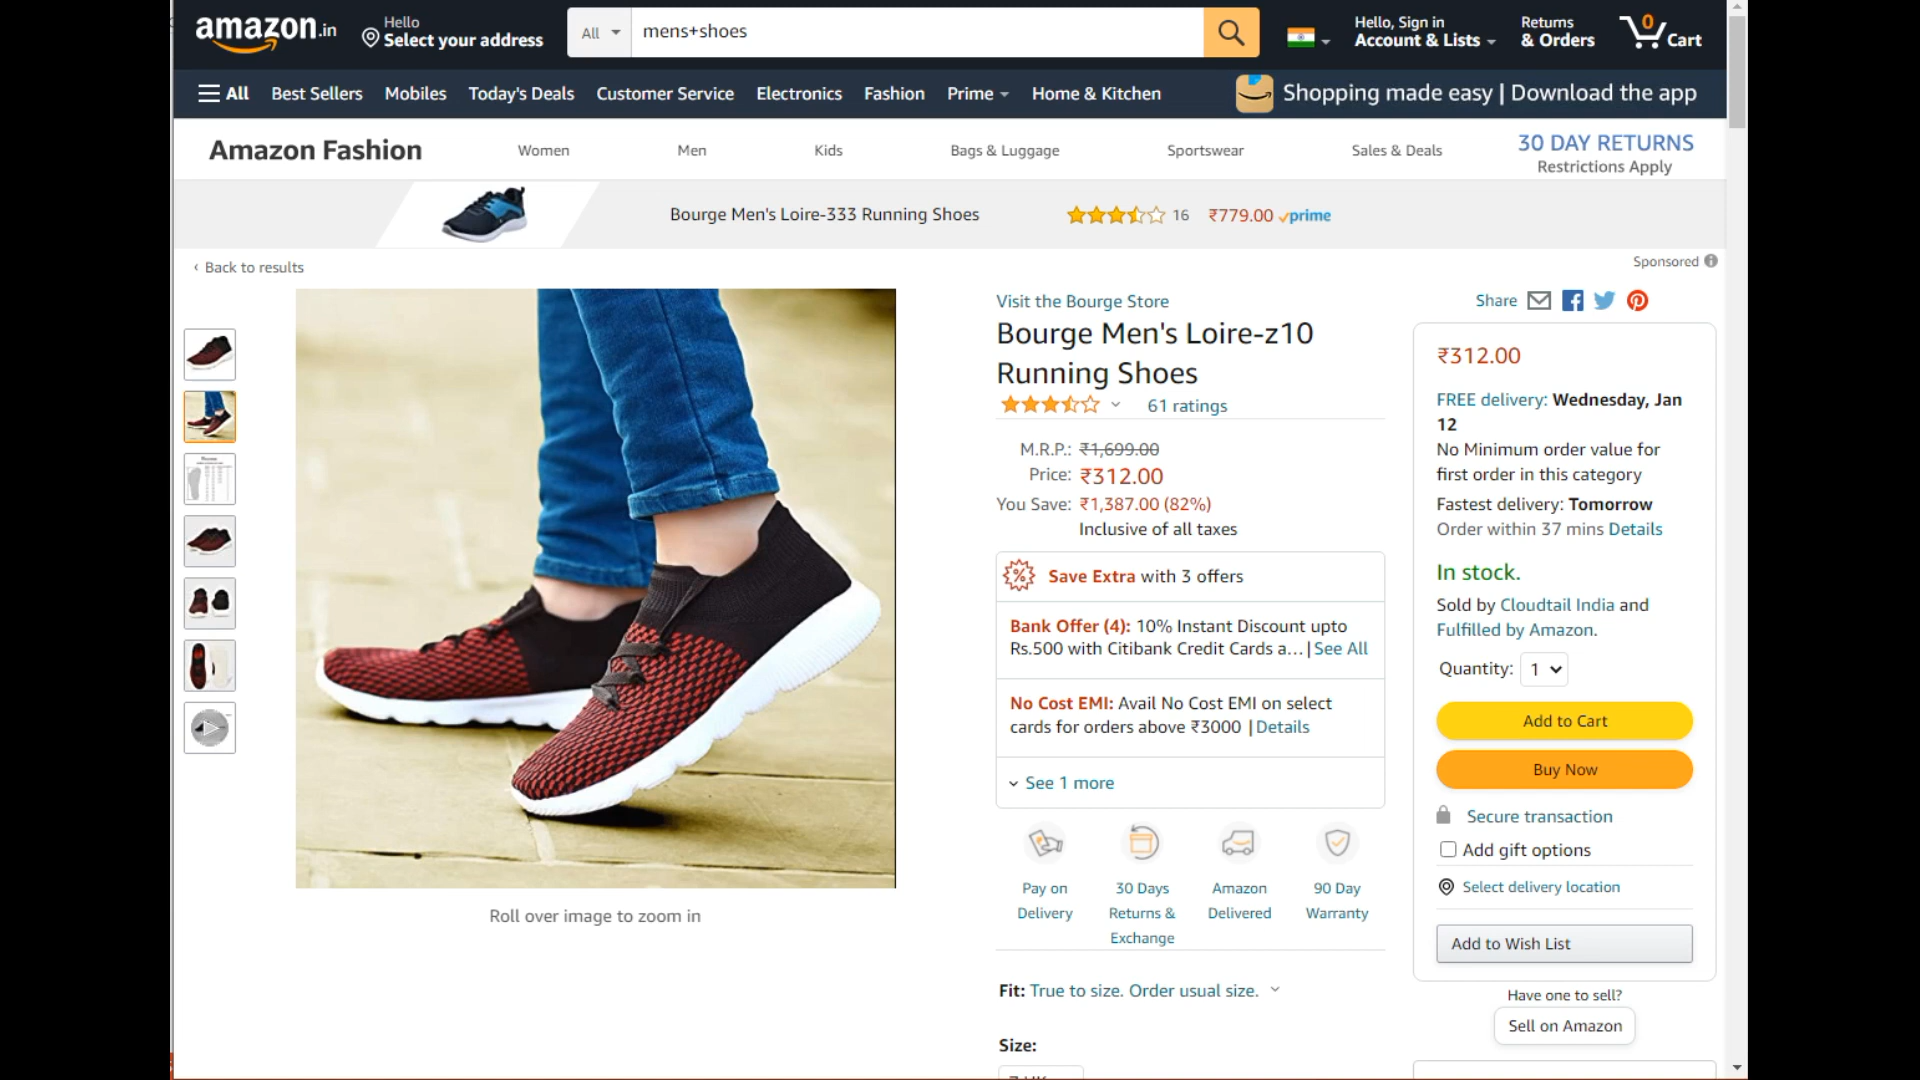 amazon.in
Hello
Select your address
All
mens+shoes
Hello, Sign in
Account & Lists
Returns
& Orders
0
Cart
All
Best Sellers
Mobiles
Today's Deals
Customer Service
Electronics
Fashion
Prime
Home & Kitchen
Shopping made easy | Download the app
Amazon Fashion
Women
Men
Kids
Bags & Luggage
Sportswear
Sales & Deals
30 DAY RETURNS
Restrictions Apply
Bourge Men's Loire-333 Running Shoes
16
₹779.00
prime
‹ Back to results
Sponsored
Visit the Bourge Store
Bourge Men's Loire-z10
Running Shoes
61 ratings
M.R.P.: ₹1,699.00
Price: ₹312.00
You Save: ₹1,387.00 (82%)
Inclusive of all taxes
Save Extra with 3 offers
Bank Offer (4): 10% Instant Discount upto
Rs.500 with Citibank Credit Cards a... | See All
No Cost EMI: Avail No Cost EMI on select
cards for orders above ₹3000 | Details
See 1 more
Pay on
Delivery
30 Days
Returns &
Exchange
Amazon
Delivered
90 Day
Warranty
Fit: True to size. Order usual size.
Size:
Roll over image to zoom in
Share
₹312.00
FREE delivery: Wednesday, Jan
12
No Minimum order value for
first order in this category
Fastest delivery: Tomorrow
Order within 37 mins Details
In stock.
Sold by Cloudtail India and
Fulfilled by Amazon.
Quantity: 1
Add to Cart
Buy Now
Secure transaction
Add gift options
Select delivery location
Add to Wish List
Have one to sell?
Sell on Amazon